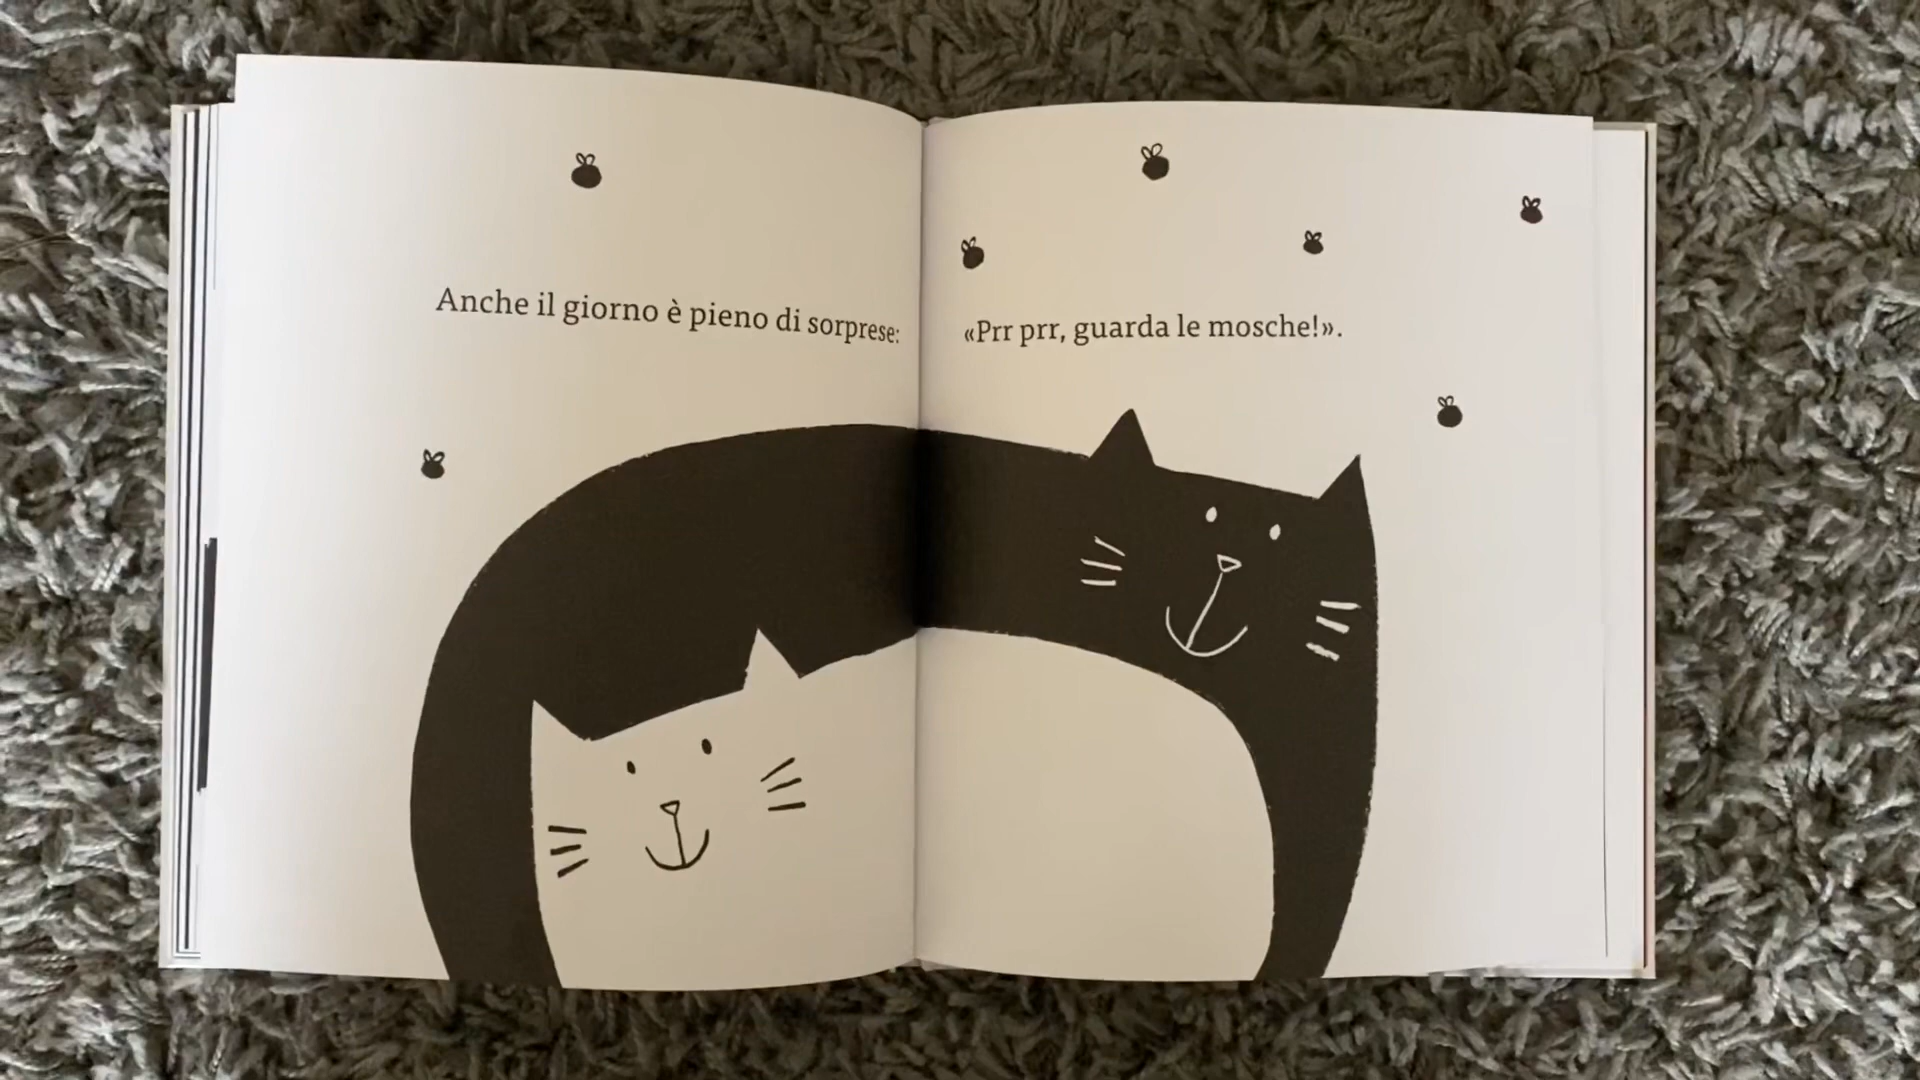 Anche il giorno è pieno di sorprese:
«Prr prr, guarda le mosche!».